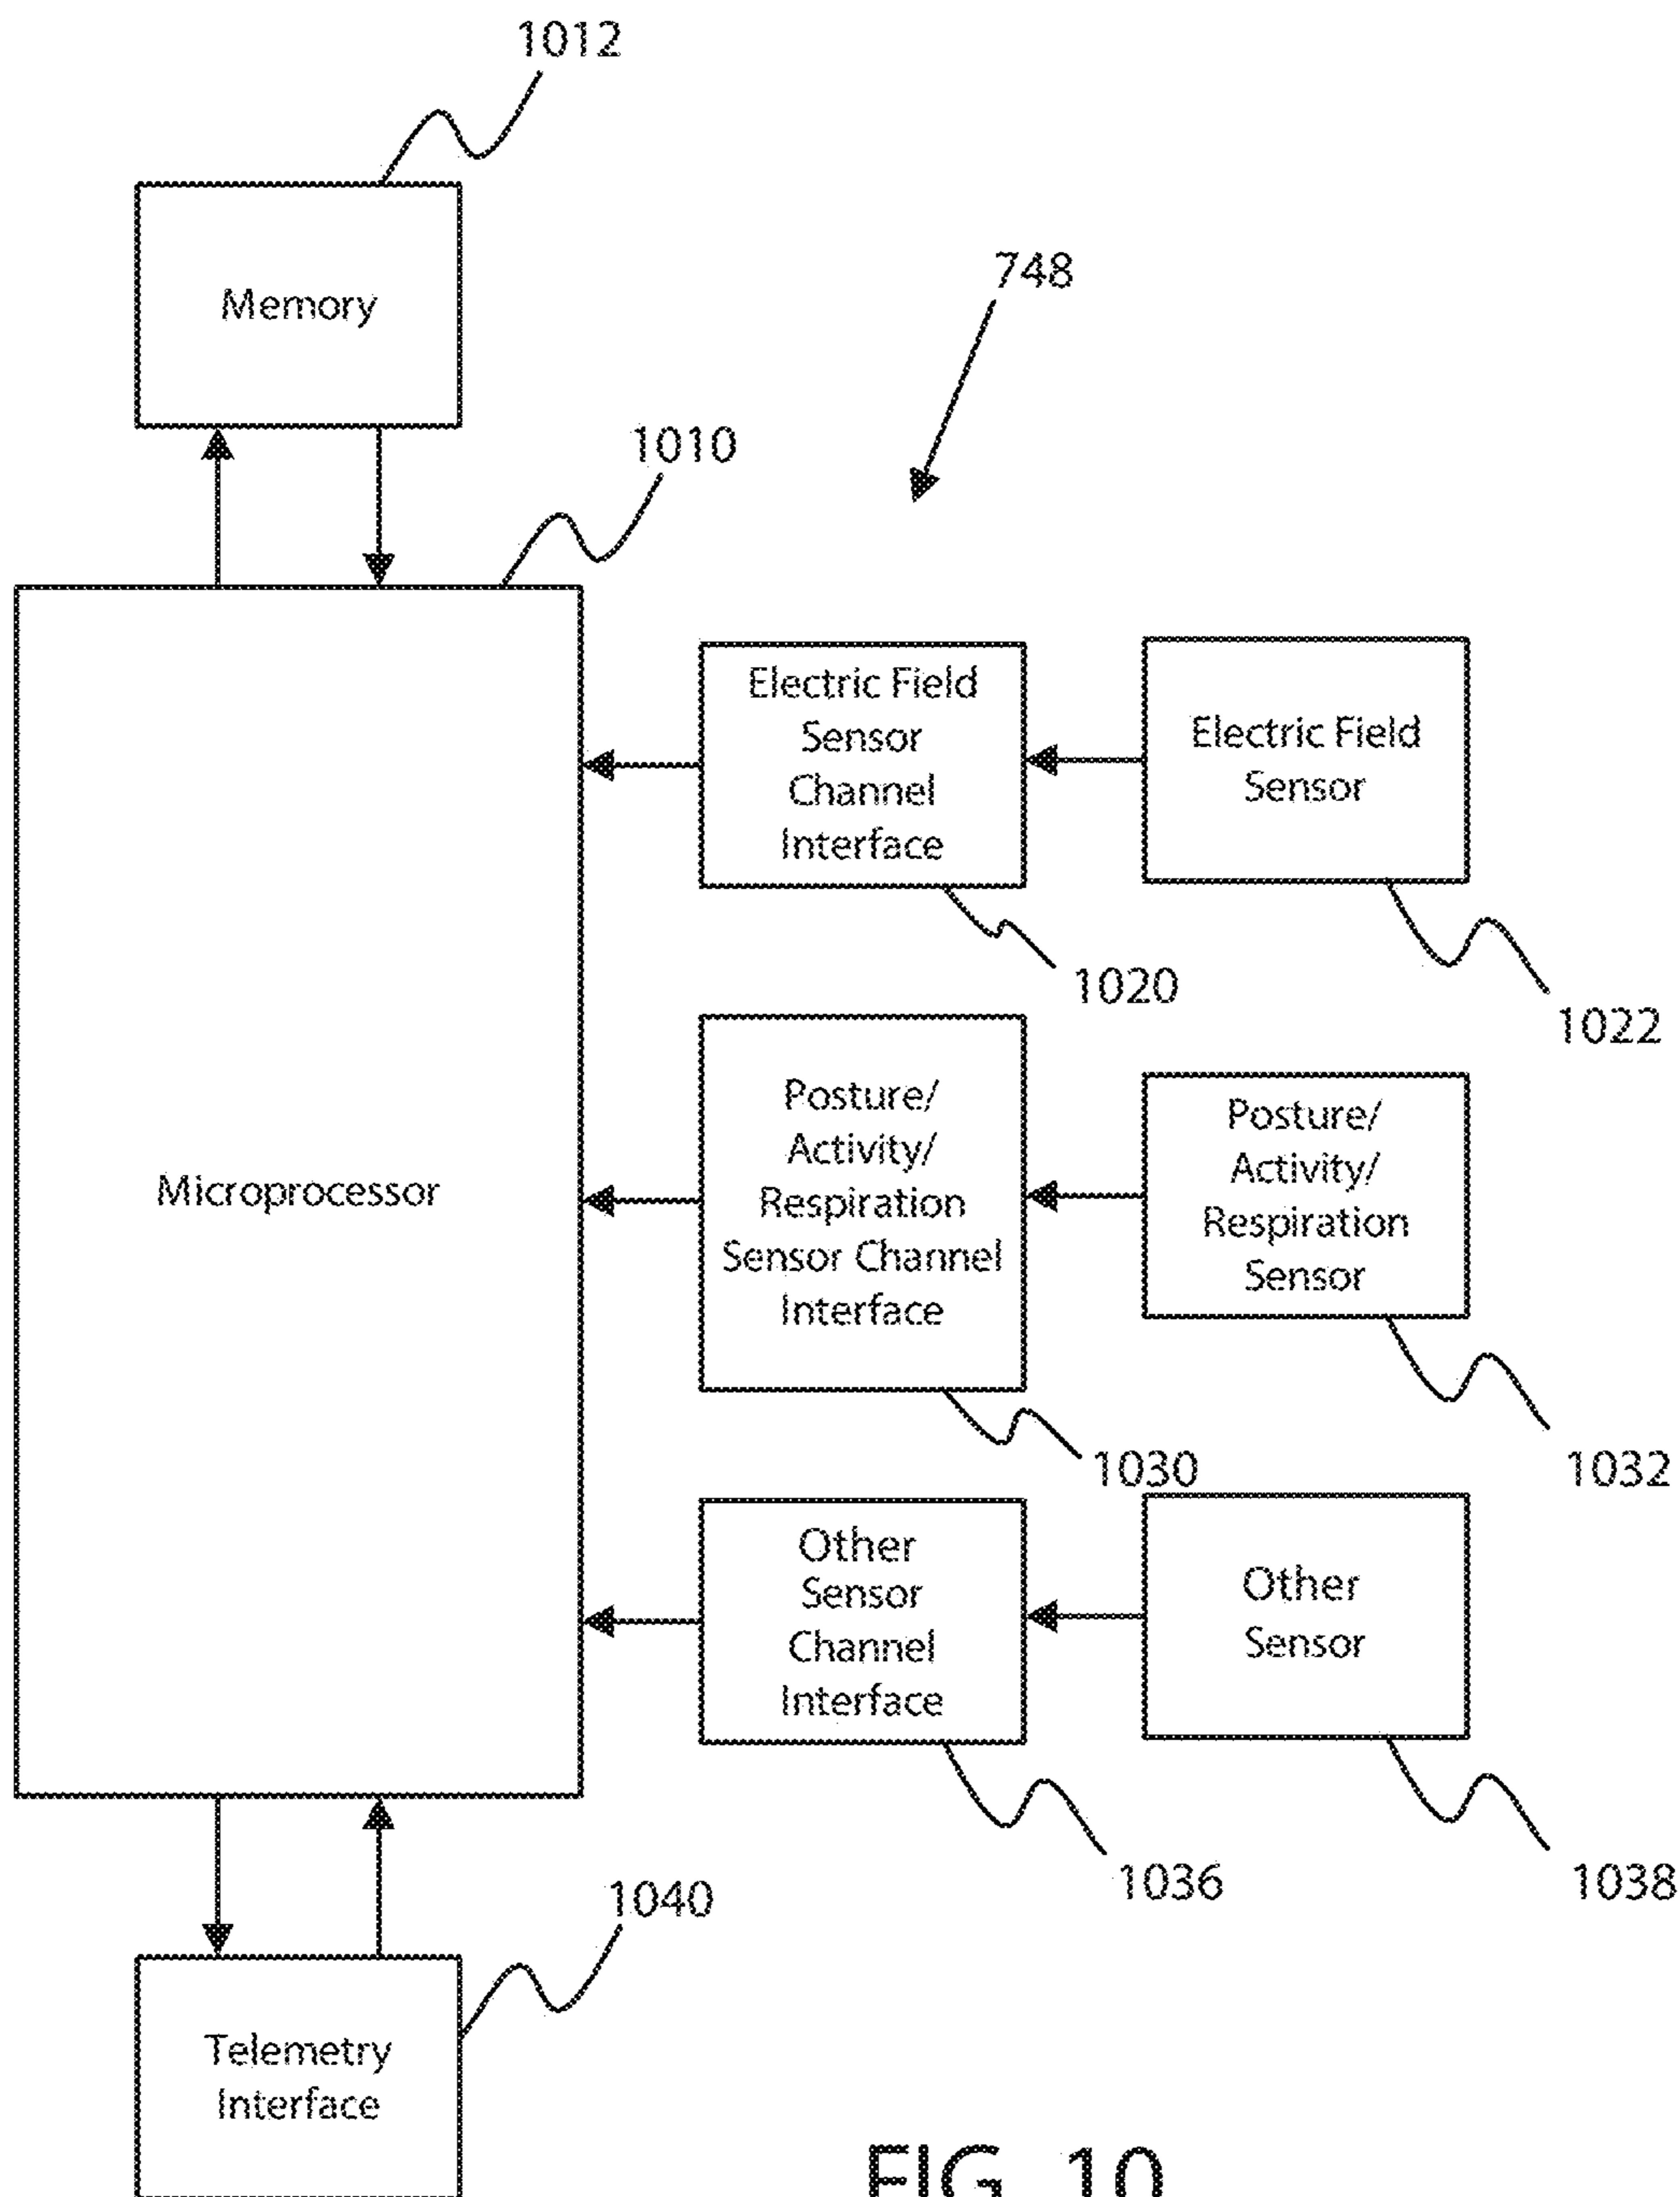 1012
Memory
748
1010
Electric Field
Sensor
Channel
Interface
Electric Field
Sensor
1020
1022
Microprocessor
Posture/
Activity/
Respiration
Sensor Channel
Interface
Posture/
Activity/
Respiration
Sensor
1030
1032
Other
Sensor
Channel
Interface
Other
Sensor
1036
1038
1040
Telemetry
Interface
FIG. 10